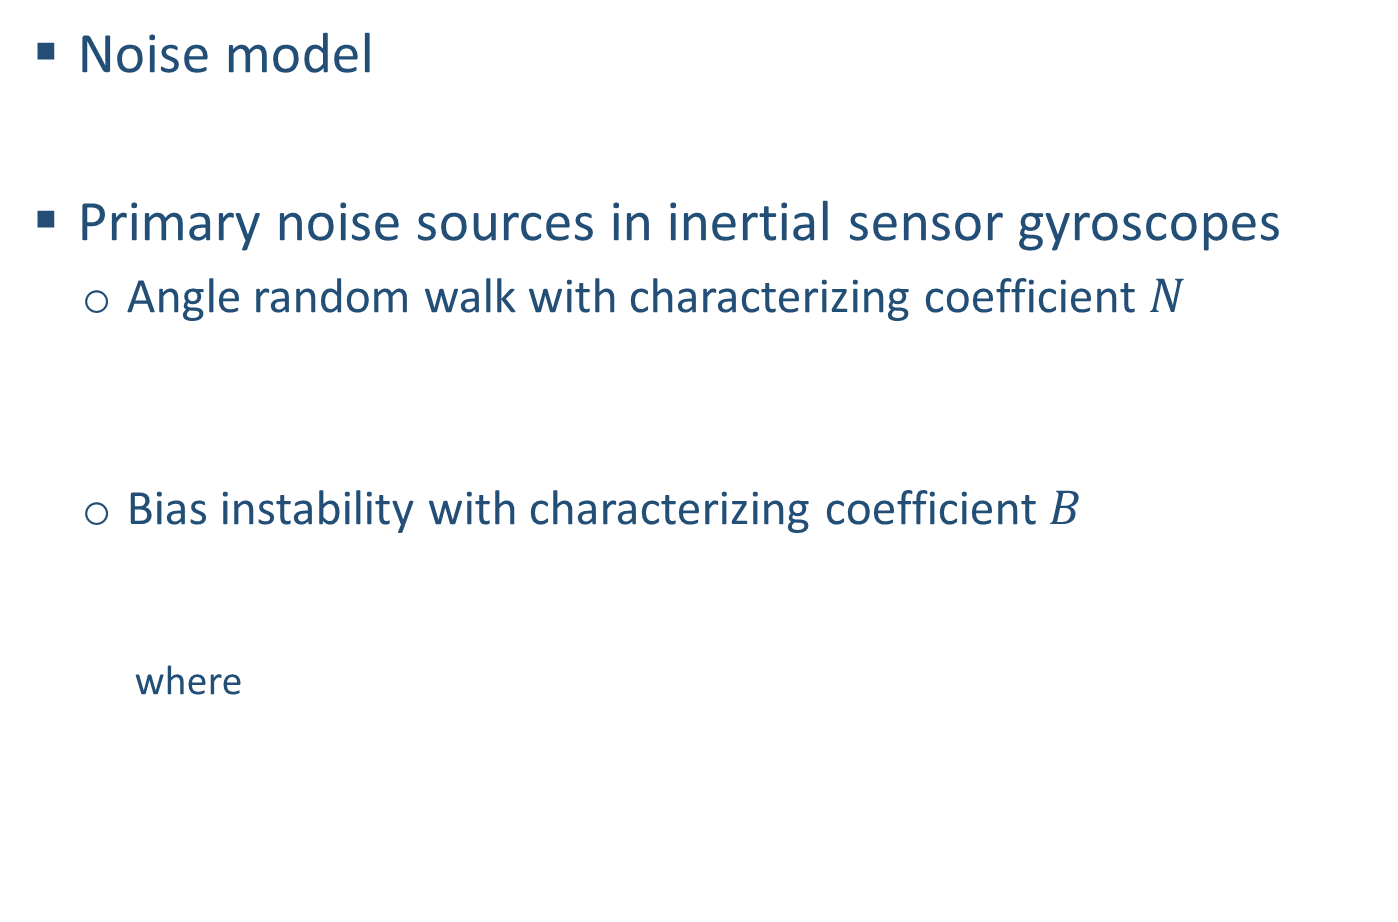 ▪ Noise model
▪ Primary noise sources in inertial sensor gyroscopes
o Angle random walk with characterizing coefficient N
o Bias instability with characterizing coefficient B
where